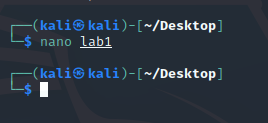 ┌──(kali㉿kali)-[~/Desktop]
└─$ nano lab1
┌──(kali㉿kali)-[~/Desktop]
└─$